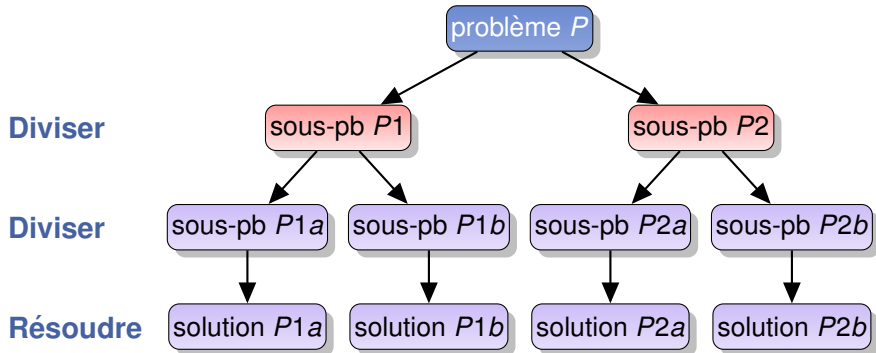 problème P
Diviser sous-pb P1 sous-pb P2
Diviser sous-pb P1a sous-pb P1b sous-pb P2a sous-pb P2b
Résoudre solution P1a solution P1b solution P2a solution P2b